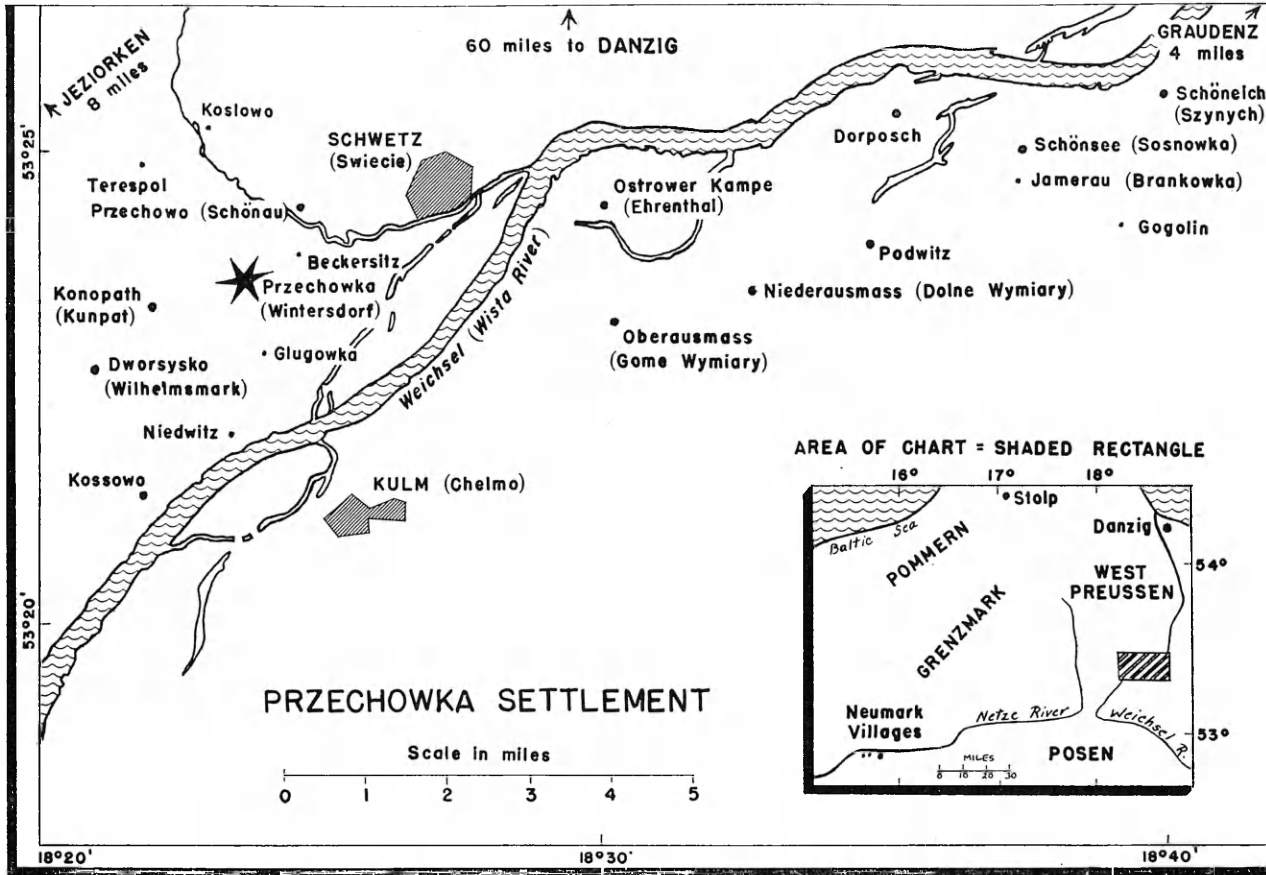 60 miles to DANZIG
GRAUDENZ
4 miles
JEZIORKEN
8 miles
Koslowo
SCHWETZ
(Swiecie)
Dorposch
Schöneich
(Szynych)
53°25'
Schönsee (Sosnowka)
Terespol
Przechowo (Schönau)
Ostrower Kampe
(Ehrenthal)
Jamerau (Brankowka)
Gogolin
Beckersitz
Podwitz
Przechowka
(Wintersdorf)
Konopath
(Kunpat)
Niederausmass (Dolne Wymiary)
Weichsel (Wista River)
Oberausmass
(Gome Wymiary)
Glugowka
Dworsysko
(Wilhelmsmark)
Niedwitz
Kossowo
KULM (Chelmo)
53°20'
PRZECHOWKA SETTLEMENT
Scale in miles
0 1 2 3 4 5
18°20'
18°30'
18°40'
AREA OF CHART = SHADED RECTANGLE
16° 17° 18°
Stolp
Danzig
Baltic Sea
POMMERN
54°
WEST
PREUSSEN
GRENZMARK
Neumark
Villages
Netze River
Weichsel R.
53°
POSEN
MILES
10 20 30